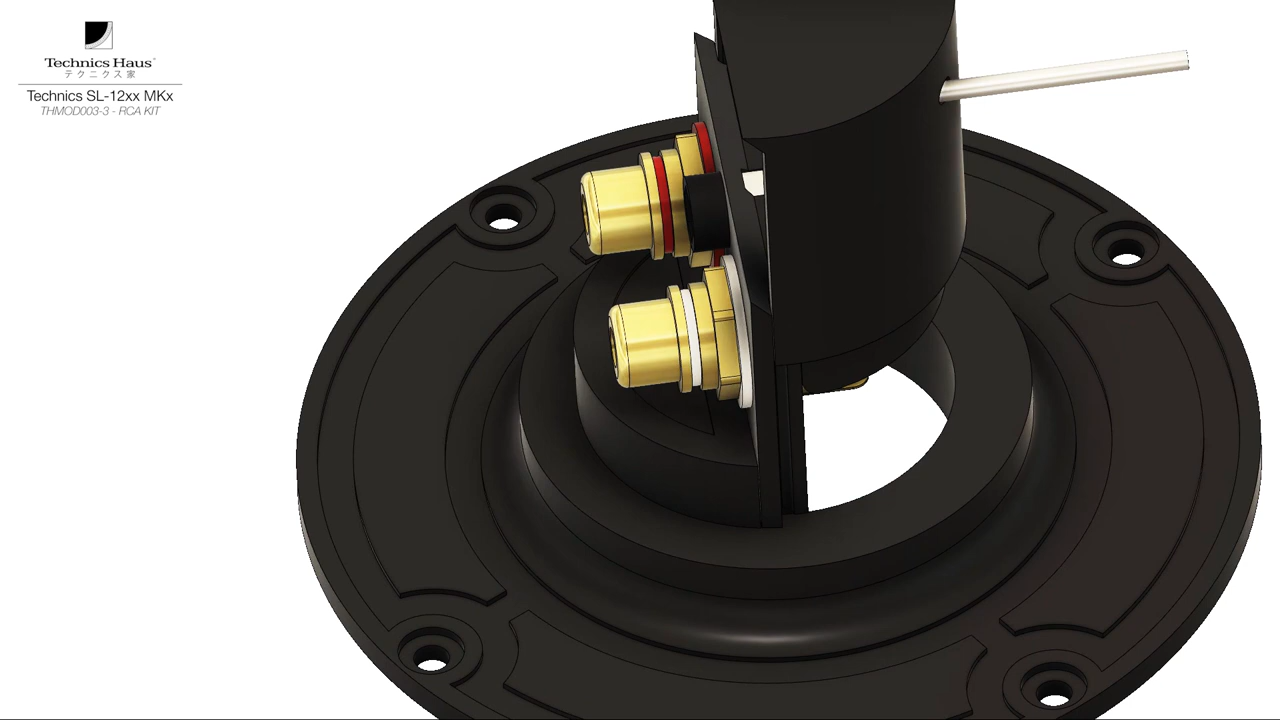 Technics Haus
テクニクス家
Technics SL-12xx MKx
THMOD003-3 - RCA KIT